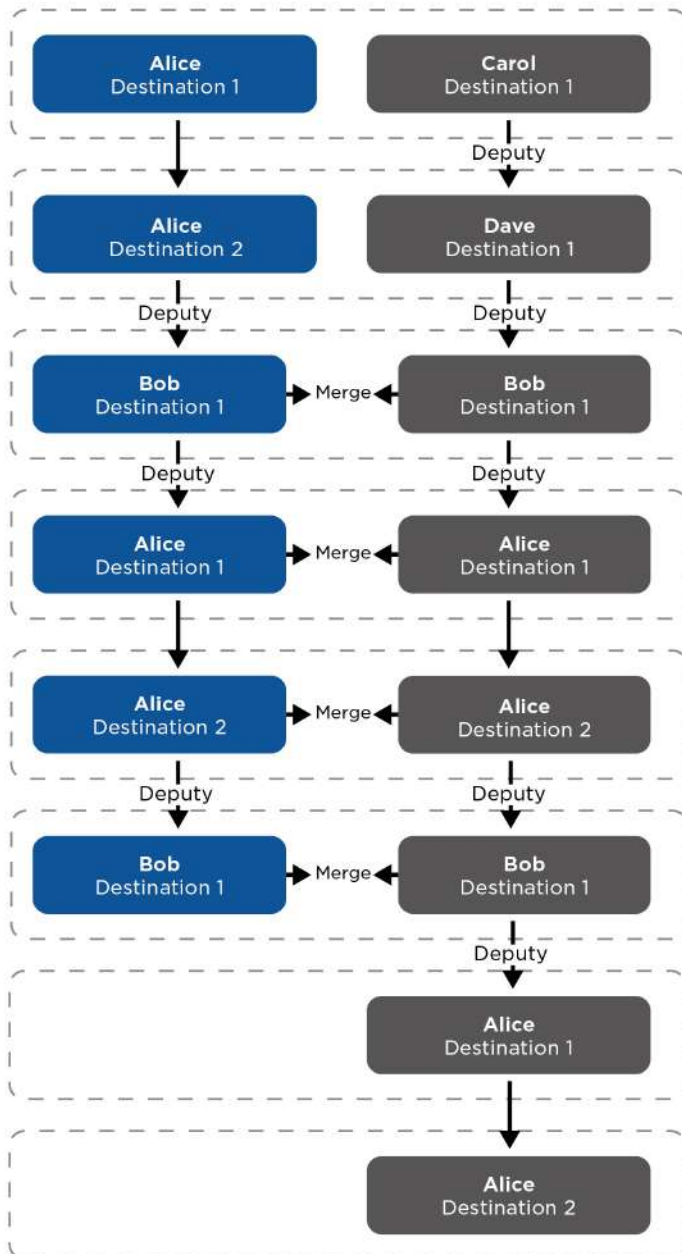 Alice
Destination 1
Carol
Destination 1
Deputy
Alice
Destination 2
Dave
Destination 1
Deputy
Deputy
Bob
Destination 1
Merge
Bob
Destination 1
Deputy
Deputy
Alice
Destination 1
Merge
Alice
Destination 1
Alice
Destination 2
Merge
Alice
Destination 2
Deputy
Deputy
Bob
Destination 1
Merge
Bob
Destination 1
Deputy
Alice
Destination 1
Alice
Destination 2